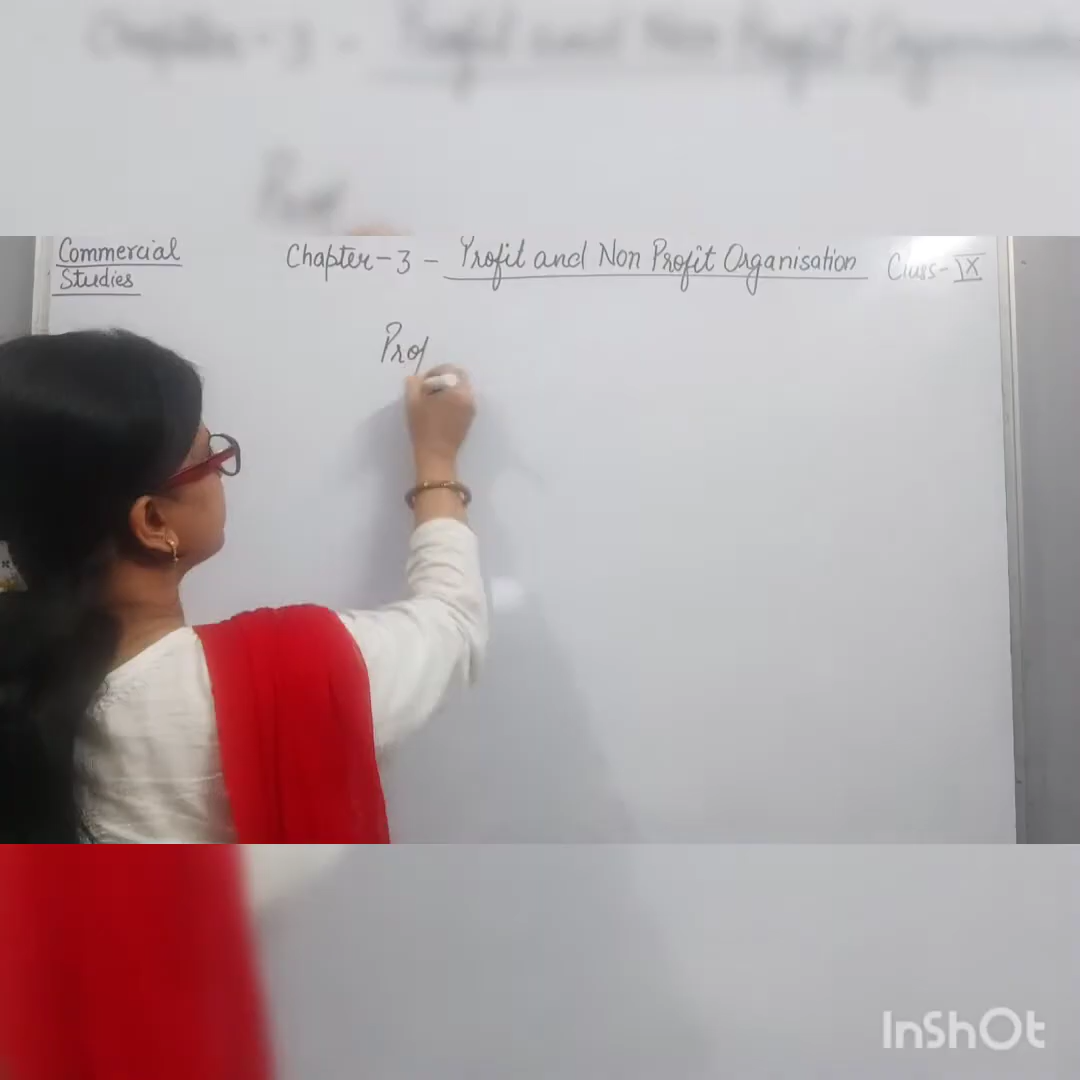 Commercial Studies
Chapter-3 - Profit and Non Profit Organisation
Class-IX
Prof
InShOt